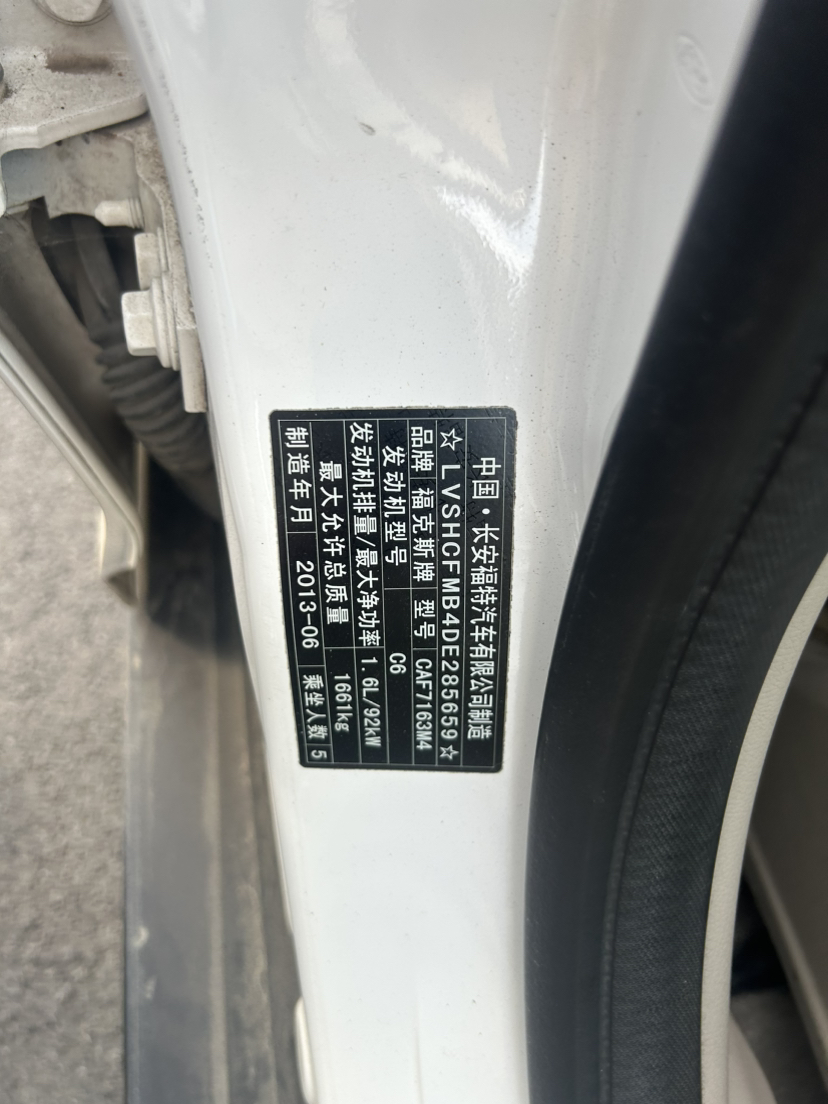 中国·长安福特汽车有限公司制造
☆LVSHCFMB4DE285659☆
品牌 福克斯牌 型号 CAF7163M4
发动机型号 C6
发动机排量/最大净功率 1.6L/92kW
最大允许总质量 1661kg
制造年月 2013-06 乘坐人数 5